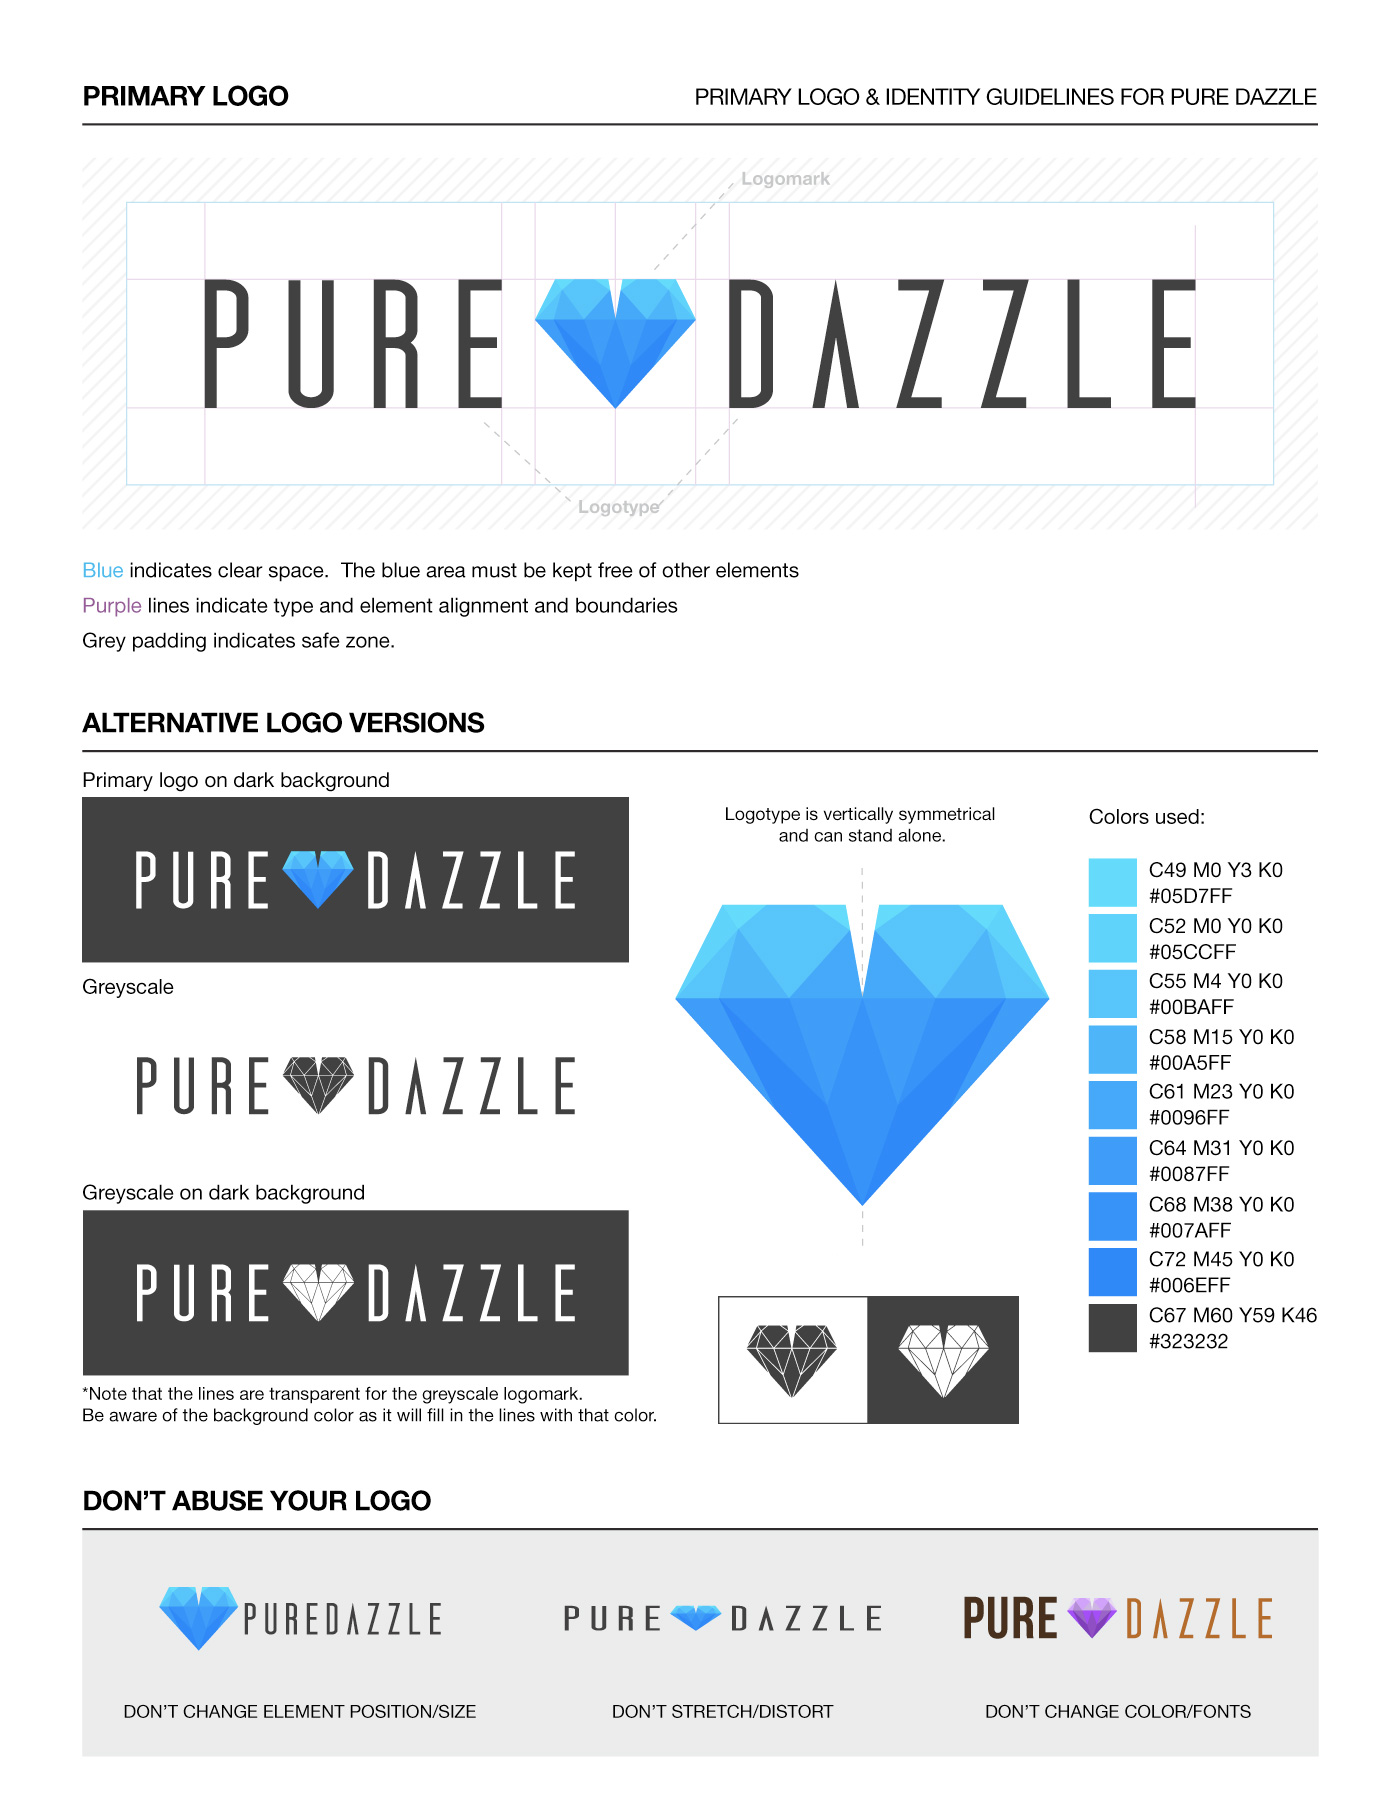 PRIMARY LOGO
PRIMARY LOGO & IDENTITY GUIDELINES FOR PURE DAZZLE
Logomark
PURE DAZZLE
Logotype
Blue indicates clear space.  The blue area must be kept free of other elements
Purple lines indicate type and element alignment and boundaries
Grey padding indicates safe zone.
ALTERNATIVE LOGO VERSIONS
Primary logo on dark background
PURE DAZZLE
Greyscale
PURE DAZZLE
Greyscale on dark background
PURE DAZZLE
*Note that the lines are transparent for the greyscale logomark.
Be aware of the background color as it will fill in the lines with that color.
Logotype is vertically symmetrical
and can stand alone.
Colors used:
C49 M0 Y3 K0
#05D7FF
C52 M0 Y0 K0
#05CCFF
C55 M4 Y0 K0
#00BAFF
C58 M15 Y0 K0
#00A5FF
C61 M23 Y0 K0
#0096FF
C64 M31 Y0 K0
#0087FF
C68 M38 Y0 K0
#007AFF
C72 M45 Y0 K0
#006EFF
C67 M60 Y59 K46
#323232
DON'T ABUSE YOUR LOGO
PUREDAZZLE
PURE DAZZLE
PURE DAZZLE
DON'T CHANGE ELEMENT POSITION/SIZE
DON'T STRETCH/DISTORT
DON'T CHANGE COLOR/FONTS